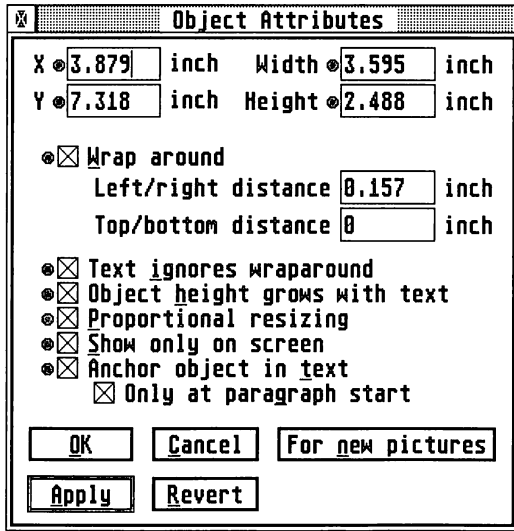 Object Attributes
X 3.879 inch Width 3.595 inch
Y 7.318 inch Height 2.488 inch
Wrap around
Left/right distance 0.157 inch
Top/bottom distance 0 inch
Text ignores wraparound
Object height grows with text
Proportional resizing
Show only on screen
Anchor object in text
Only at paragraph start
OK Cancel For new pictures
Apply Revert